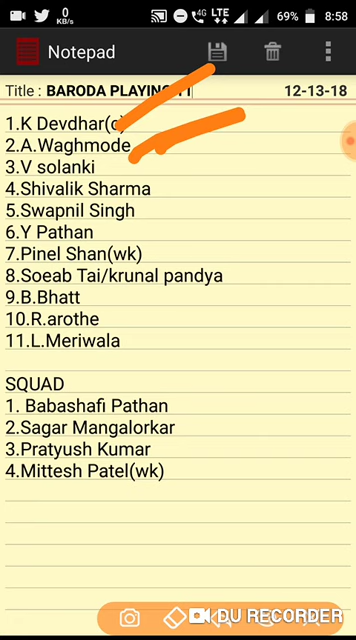 0
KB/s
4G
LTE
69%
8:58
Notepad
Title : BARODA PLAYING 11
12-13-18
1.K Devdhar(c)
2.A.Waghmode
3.V solanki
4.Shivalik Sharma
5.Swapnil Singh
6.Y Pathan
7.Pinel Shan(wk)
8.Soeab Tai/krunal pandya
9.B.Bhatt
10.R.arothe
11.L.Meriwala
SQUAD
1. Babashafi Pathan
2.Sagar Mangalorkar
3.Pratyush Kumar
4.Mittesh Patel(wk)
DU RECORDER